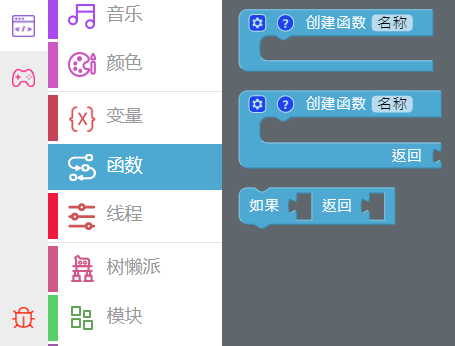 音乐
颜色
{x} 变量
函数
线程
树懒派
模块
? 创建函数 名称
? 创建函数 名称
返回
如果 返回